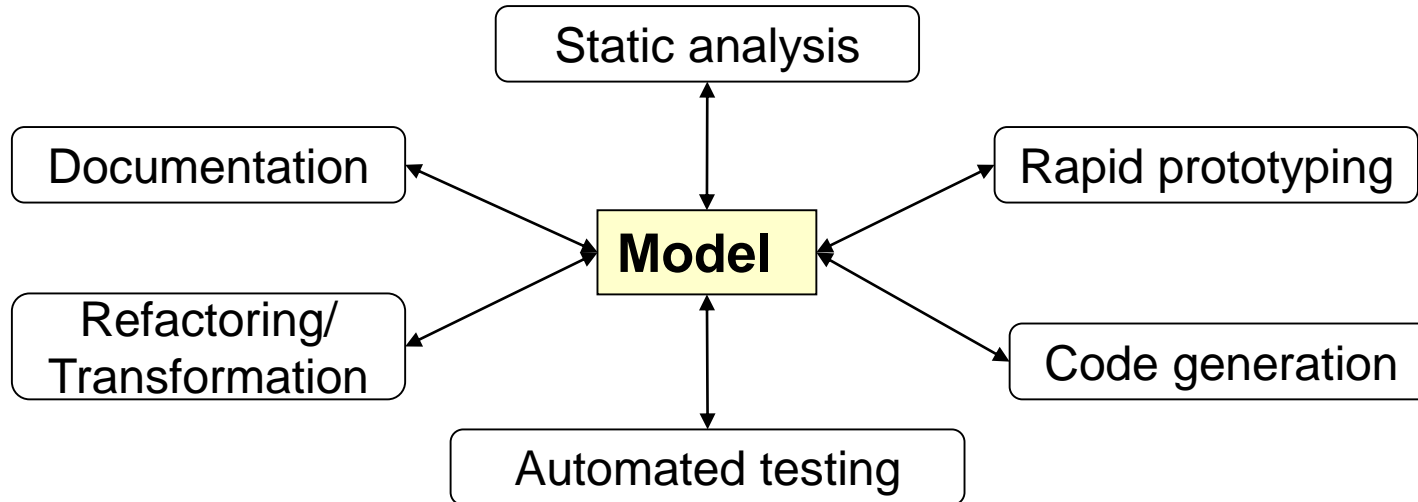 Static analysis
Documentation
Rapid prototyping
Model
Refactoring/
Transformation
Code generation
Automated testing